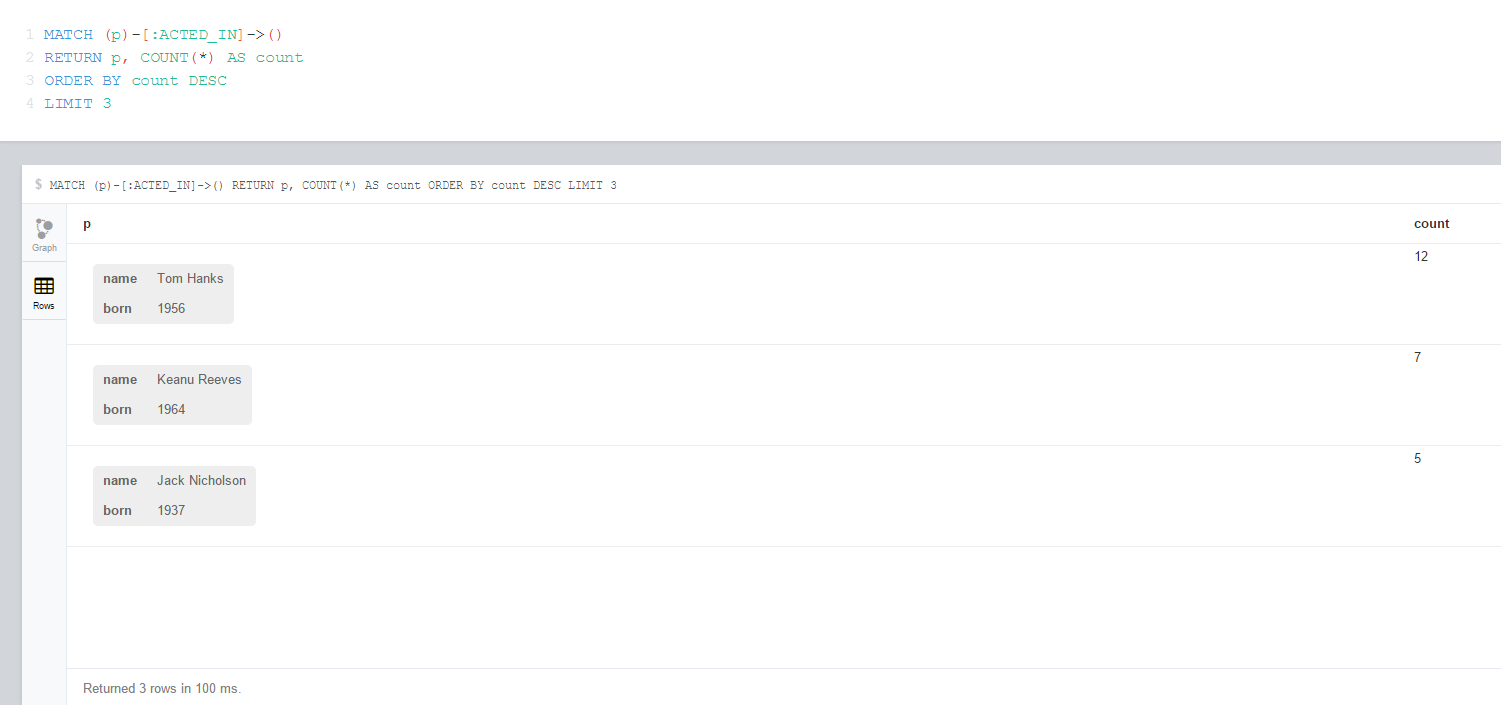 1 MATCH (p)-[:ACTED_IN]->()
2 RETURN p, COUNT(*) AS count
3 ORDER BY count DESC
4 LIMIT 3
$ MATCH (p)-[:ACTED_IN]->() RETURN p, COUNT(*) AS count ORDER BY count DESC LIMIT 3
Graph
Rows
p count
name Tom Hanks 12
born 1956
name Keanu Reeves 7
born 1964
name Jack Nicholson 5
born 1937
Returned 3 rows in 100 ms.